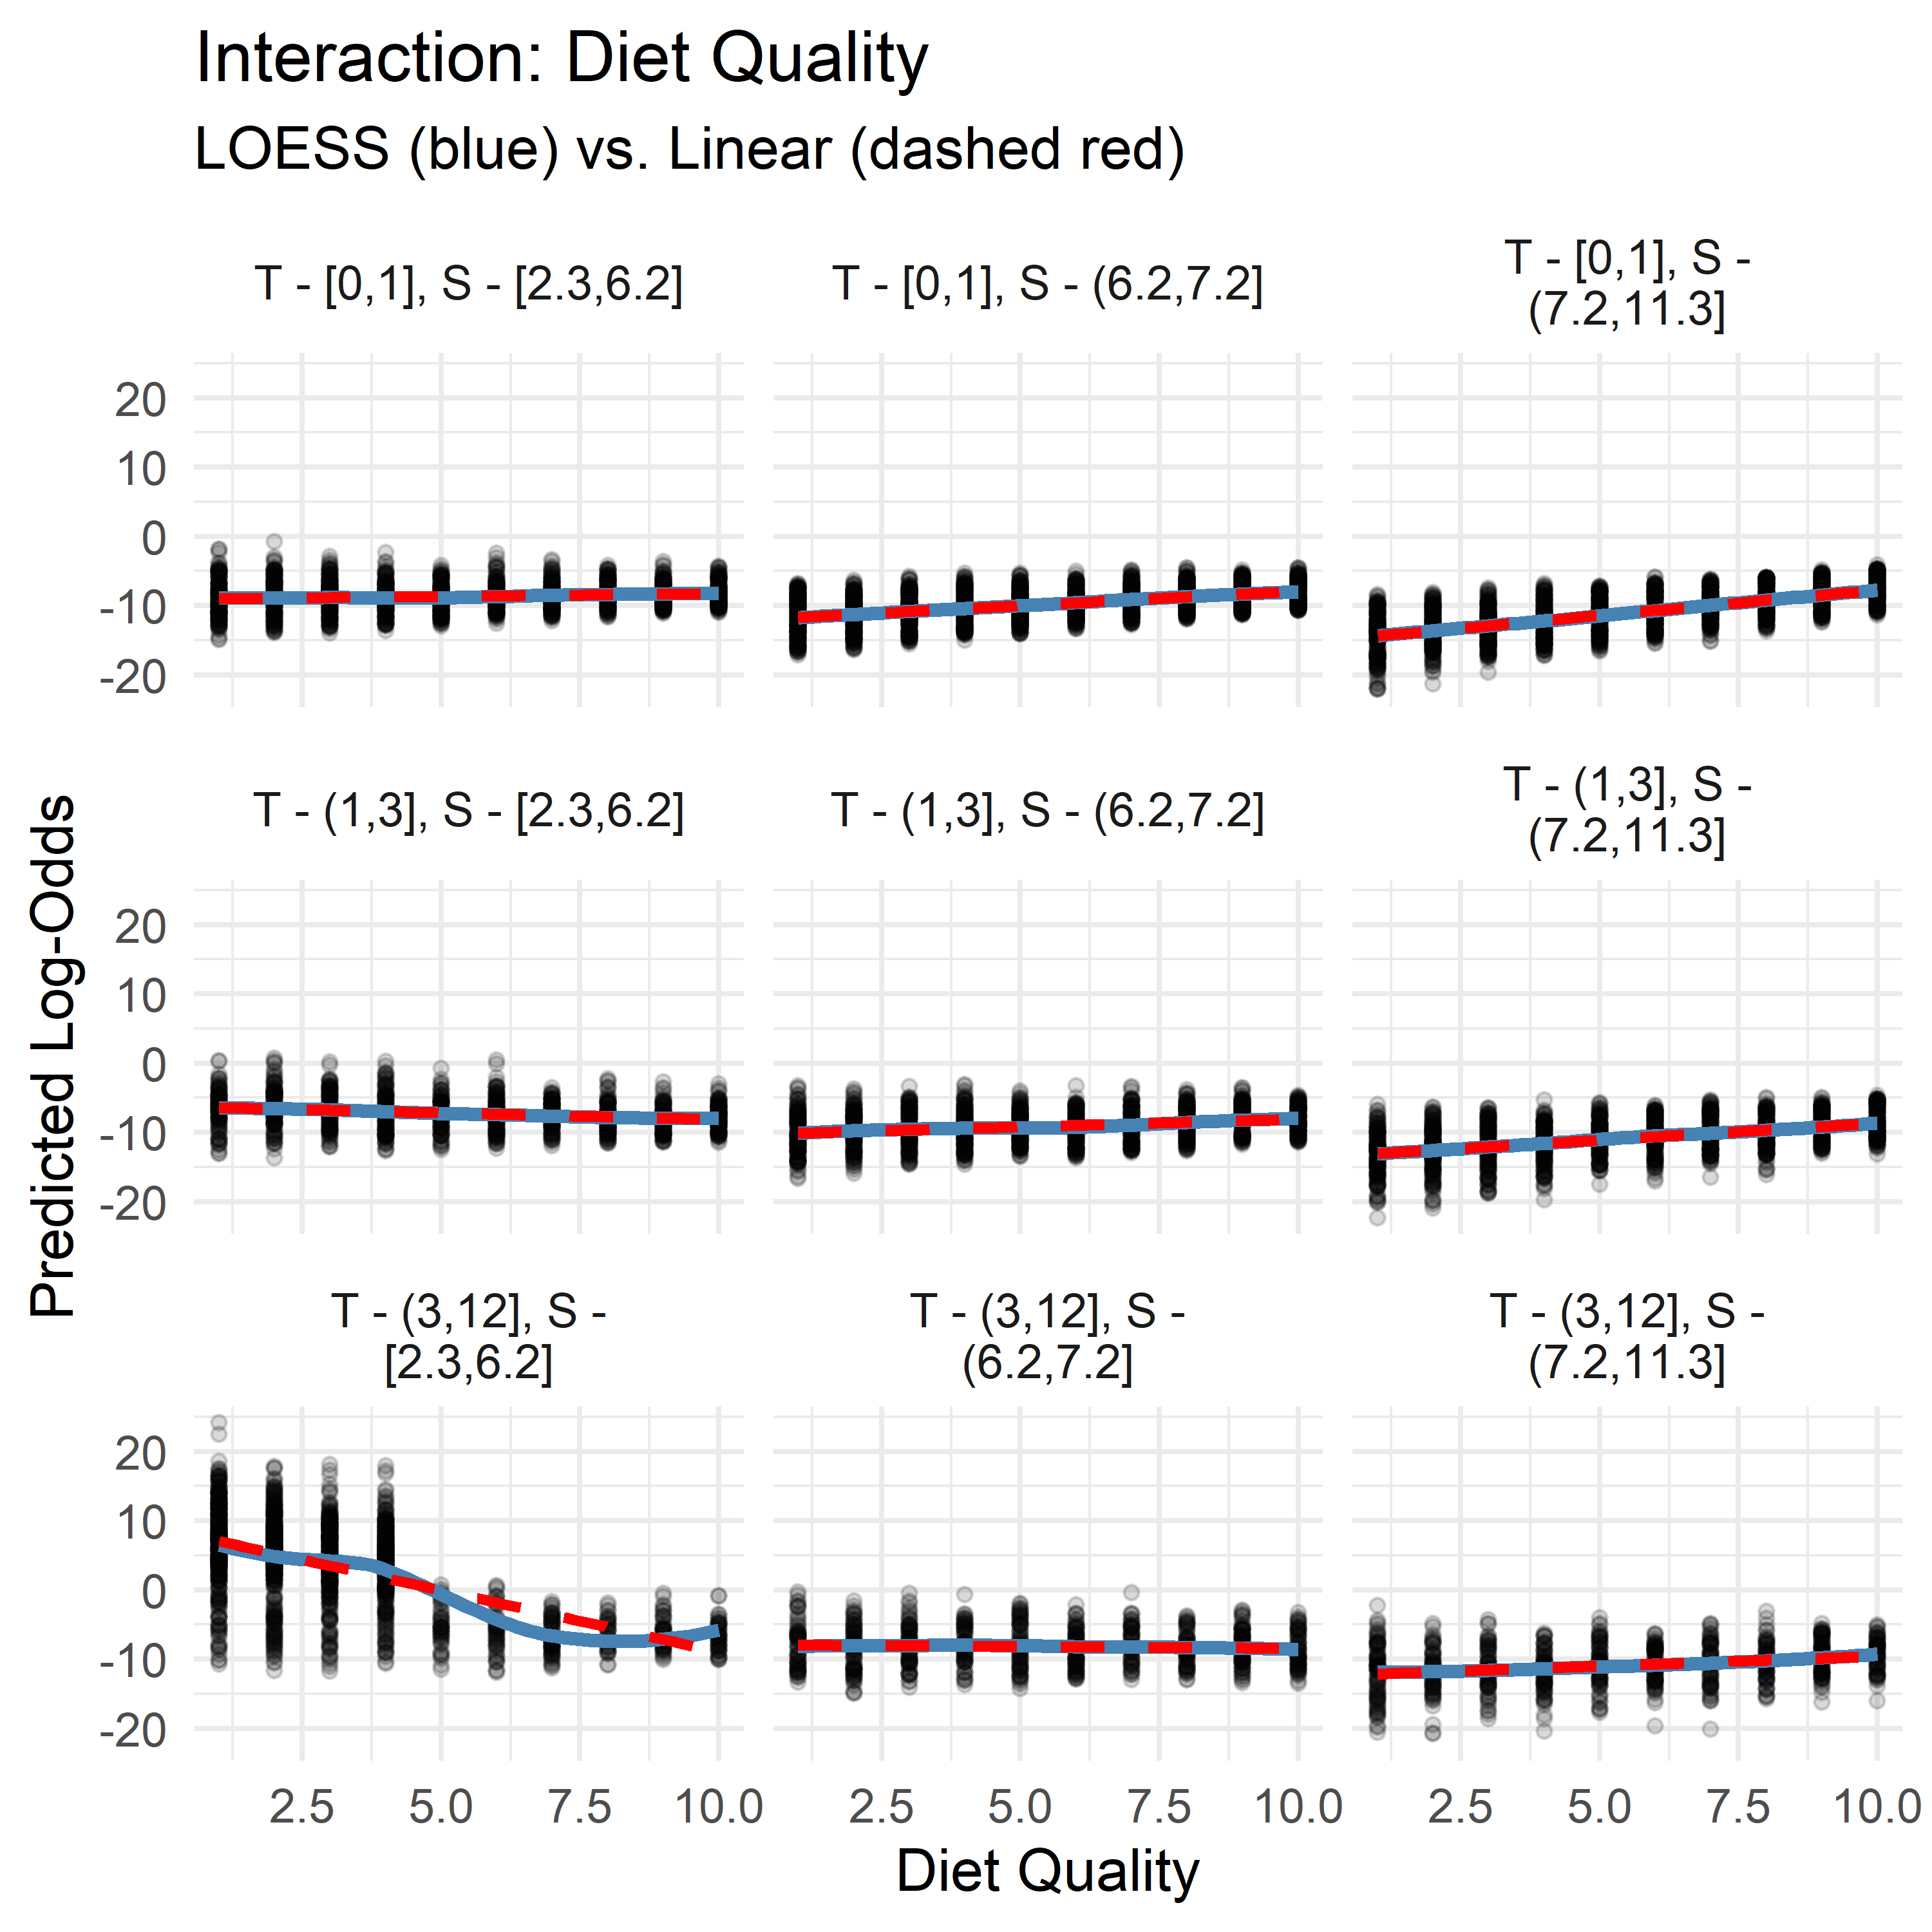 Interaction: Diet Quality
LOESS (blue) vs. Linear (dashed red)
T - [0,1], S - [2.3,6.2]
T - [0,1], S - (6.2,7.2]
T - [0,1], S -
(7.2,11.3]
20
10
0
-10
-20
T - (1,3], S - [2.3,6.2]
T - (1,3], S - (6.2,7.2]
T - (1,3], S -
(7.2,11.3]
20
10
0
-10
-20
Predicted Log-Odds
T - (3,12], S -
[2.3,6.2]
T - (3,12], S -
(6.2,7.2]
T - (3,12], S -
(7.2,11.3]
20
10
0
-10
-20
2.5 5.0 7.5 10.0
2.5 5.0 7.5 10.0
2.5 5.0 7.5 10.0
Diet Quality